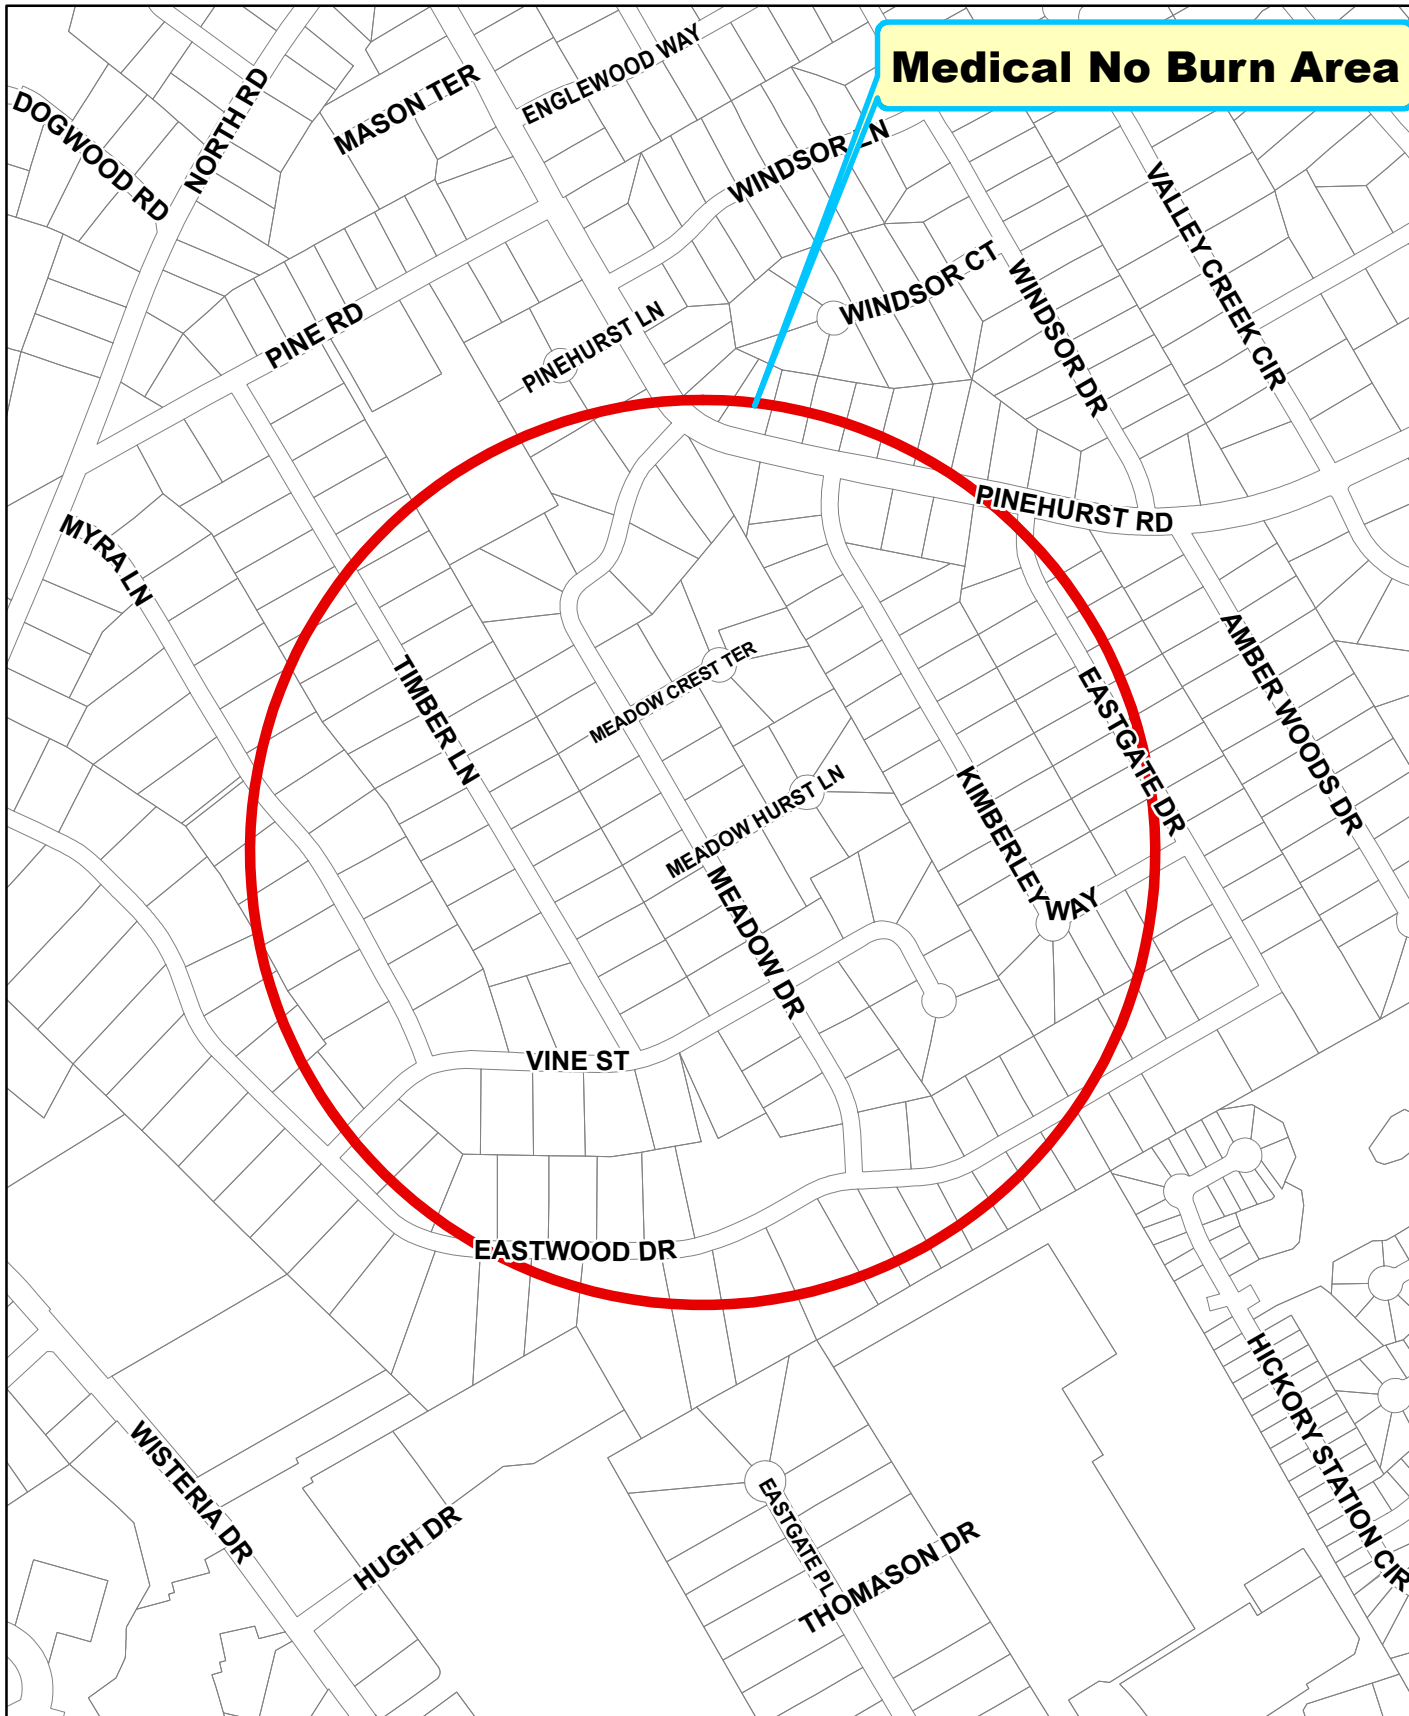 Medical No Burn Area
ENGLEWOOD WAY
MASON TER
NORTH RD
DOGWOOD RD
WINDSOR LN
VALLEY CREEK CIR
WINDSOR CT
WINDSOR DR
PINE RD
PINEHURST LN
PINEHURST RD
MYRA LN
AMBER WOODS DR
TIMBER LN
MEADOW CREST TER
EASTGATE DR
MEADOW HURST LN
KIMBERLEY WAY
MEADOW DR
VINE ST
EASTWOOD DR
HICKORY STATION CIR
WISTERIA DR
HUGH DR
EASTGATE PL
THOMASON DR